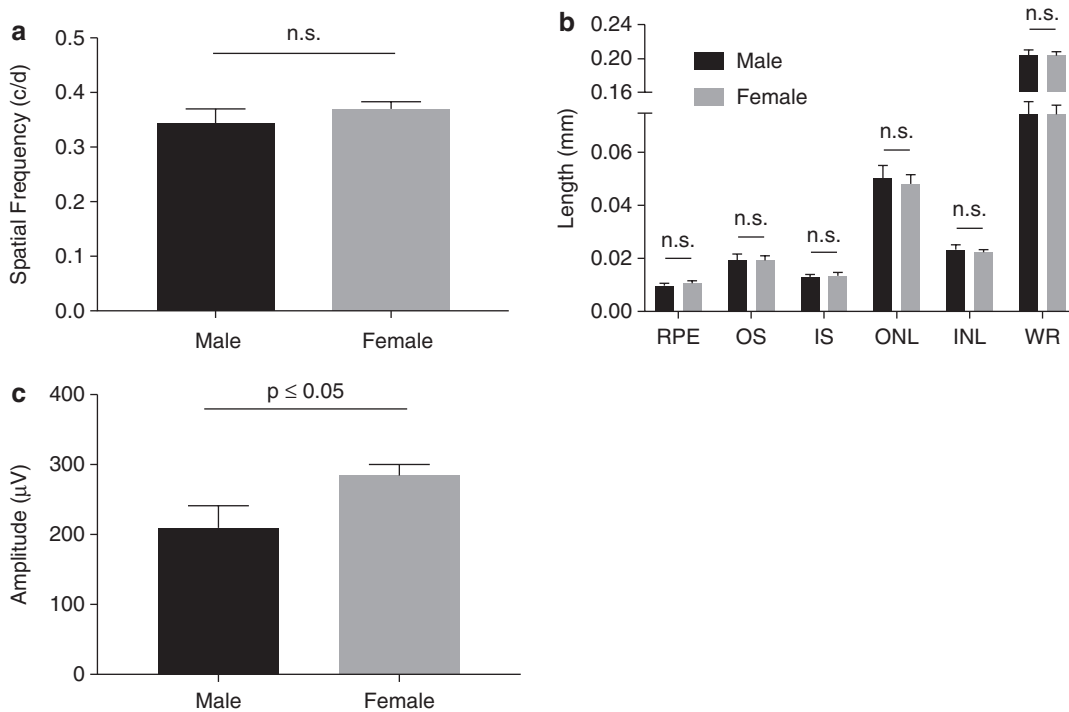 a
Spatial Frequency (c/d)
0.5
0.4
0.3
0.2
0.1
0.0
n.s.
Male
Female
b
Length (mm)
0.24
0.20
0.16
0.06
0.04
0.02
0.00
Male
Female
n.s.
n.s.
n.s.
n.s.
n.s.
n.s.
RPE OS IS ONL INL WR
c
Amplitude (μV)
400
300
200
100
0
p ≤ 0.05
Male
Female